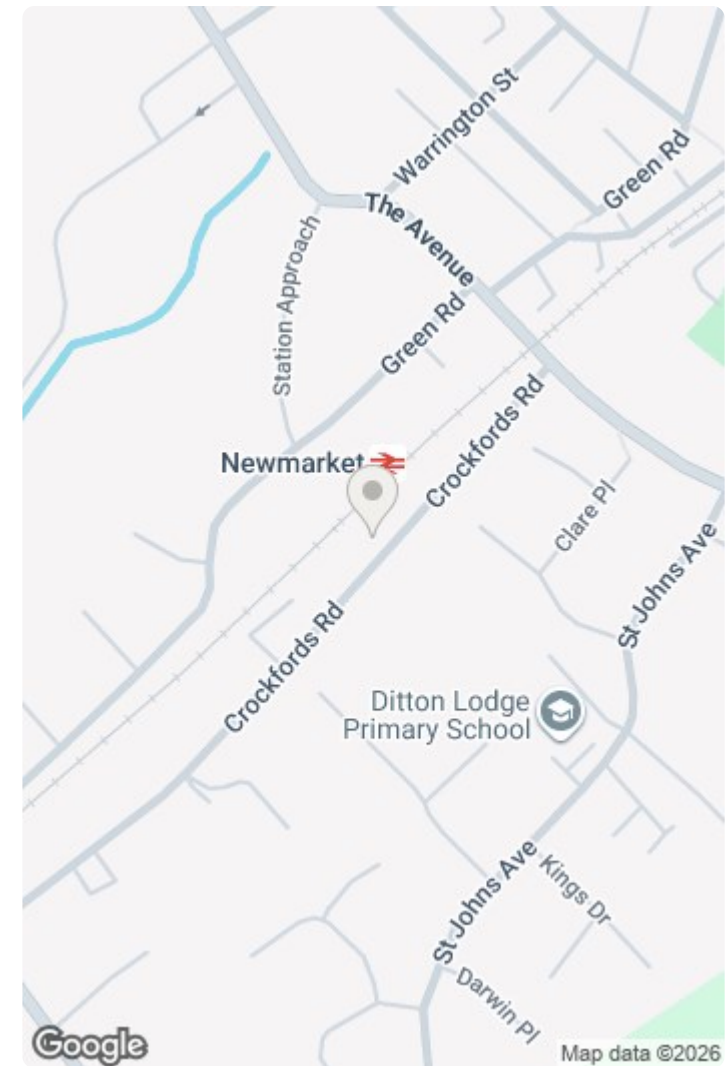 Warrington St
Green Rd
The Avenue
Station Approach
Green Rd
Newmarket
Crockfords Rd
Clare Pl
St Johns Ave
Crockfords Rd
Ditton Lodge
Primary School
St Johns Ave
Kings Dr
Darwin Pl
Google
Map data ©2026